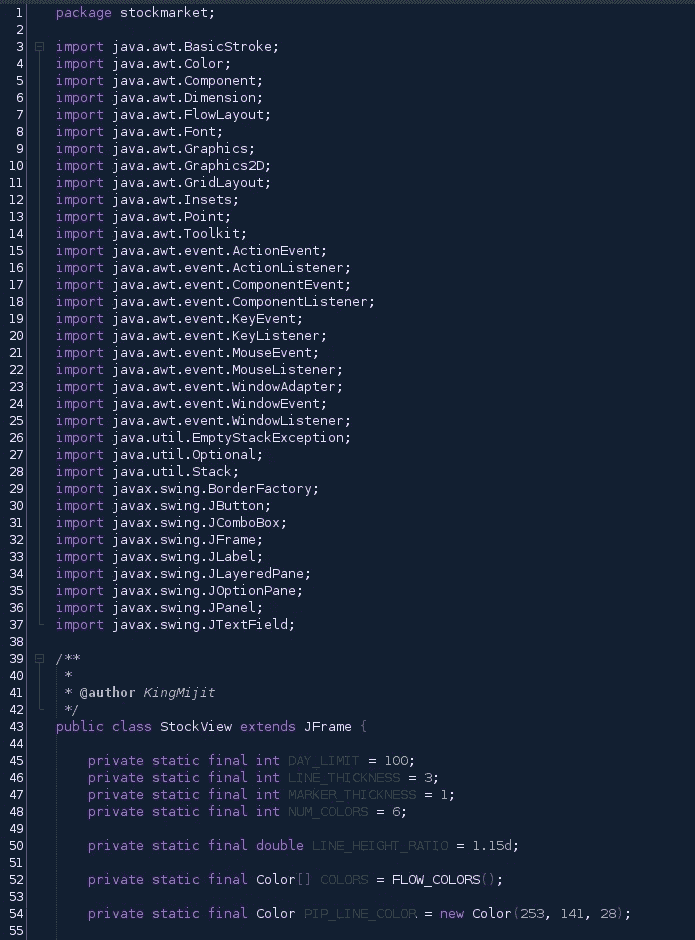 1 package stockmarket;
2
3 import java.awt.BasicStroke;
4 import java.awt.Color;
5 import java.awt.Component;
6 import java.awt.Dimension;
7 import java.awt.FlowLayout;
8 import java.awt.Font;
9 import java.awt.Graphics;
10 import java.awt.Graphics2D;
11 import java.awt.GridLayout;
12 import java.awt.Insets;
13 import java.awt.Point;
14 import java.awt.Toolkit;
15 import java.awt.event.ActionEvent;
16 import java.awt.event.ActionListener;
17 import java.awt.event.ComponentEvent;
18 import java.awt.event.ComponentListener;
19 import java.awt.event.KeyEvent;
20 import java.awt.event.KeyListener;
21 import java.awt.event.MouseEvent;
22 import java.awt.event.MouseListener;
23 import java.awt.event.WindowAdapter;
24 import java.awt.event.WindowEvent;
25 import java.awt.event.WindowListener;
26 import java.util.EmptyStackException;
27 import java.util.Optional;
28 import java.util.Stack;
29 import javax.swing.BorderFactory;
30 import javax.swing.JButton;
31 import javax.swing.JComboBox;
32 import javax.swing.JFrame;
33 import javax.swing.JLabel;
34 import javax.swing.JLayeredPane;
35 import javax.swing.JOptionPane;
36 import javax.swing.JPanel;
37 import javax.swing.JTextField;
38
39 /**
40 *
41 * @author KingMijit
42 */
43 public class StockView extends JFrame {
44
45 private static final int DAY_LIMIT = 100;
46 private static final int LINE_THICKNESS = 3;
47 private static final int MARKER_THICKNESS = 1;
48 private static final int NUM_COLORS = 6;
49
50 private static final double LINE_HEIGHT_RATIO = 1.15d;
51
52 private static final Color[] COLORS = FLOW_COLORS();
53
54 private static final Color PIP_LINE_COLOR = new Color(253, 141, 28);
55